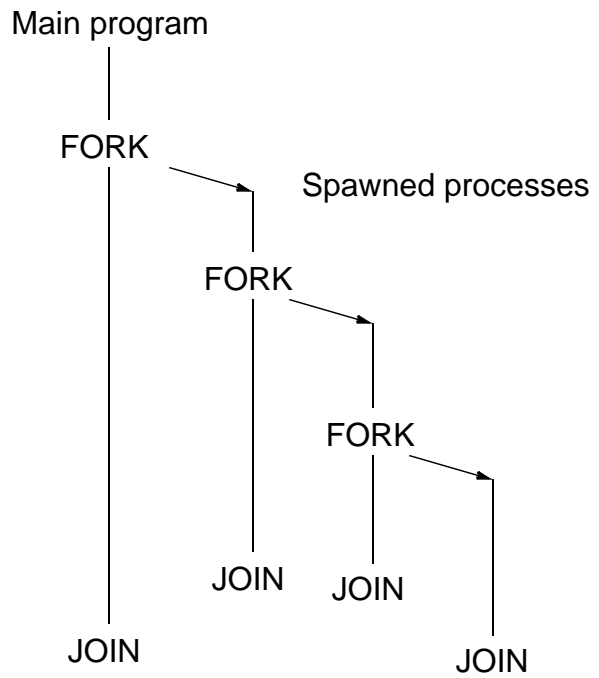 Main program
FORK
Spawned processes
FORK
FORK
JOIN
JOIN
JOIN
JOIN